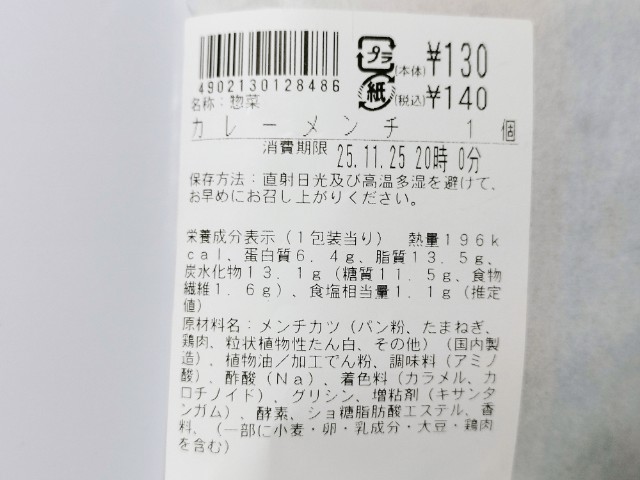 プラ (本体) ¥130
4902130128486
紙 (税込) ¥140
名称:惣菜
カレーメンチ 1個
消費期限 25.11.25 20時 0分
保存方法:直射日光及び高温多湿を避けて、
お早めにお召し上がりください。
栄養成分表示(1包装当り) 熱量196k
cal、蛋白質6.4g、脂質13.5g、
炭水化物13.1g(糖質11.5g、食物
繊維1.6g)、食塩相当量1.1g(推定
値)
原材料名:メンチカツ(パン粉、たまねぎ、
鶏肉、粒状植物性たん白、その他)(国内製
造)、植物油/加工でん粉、調味料(アミノ
酸)、酢酸(Na)、着色料(カラメル、カ
ロチノイド)、グリシン、増粘剤(キサンタ
ンガム)、酵素、ショ糖脂肪酸エステル、香
料、(一部に小麦・卵・乳成分・大豆・鶏肉
を含む)